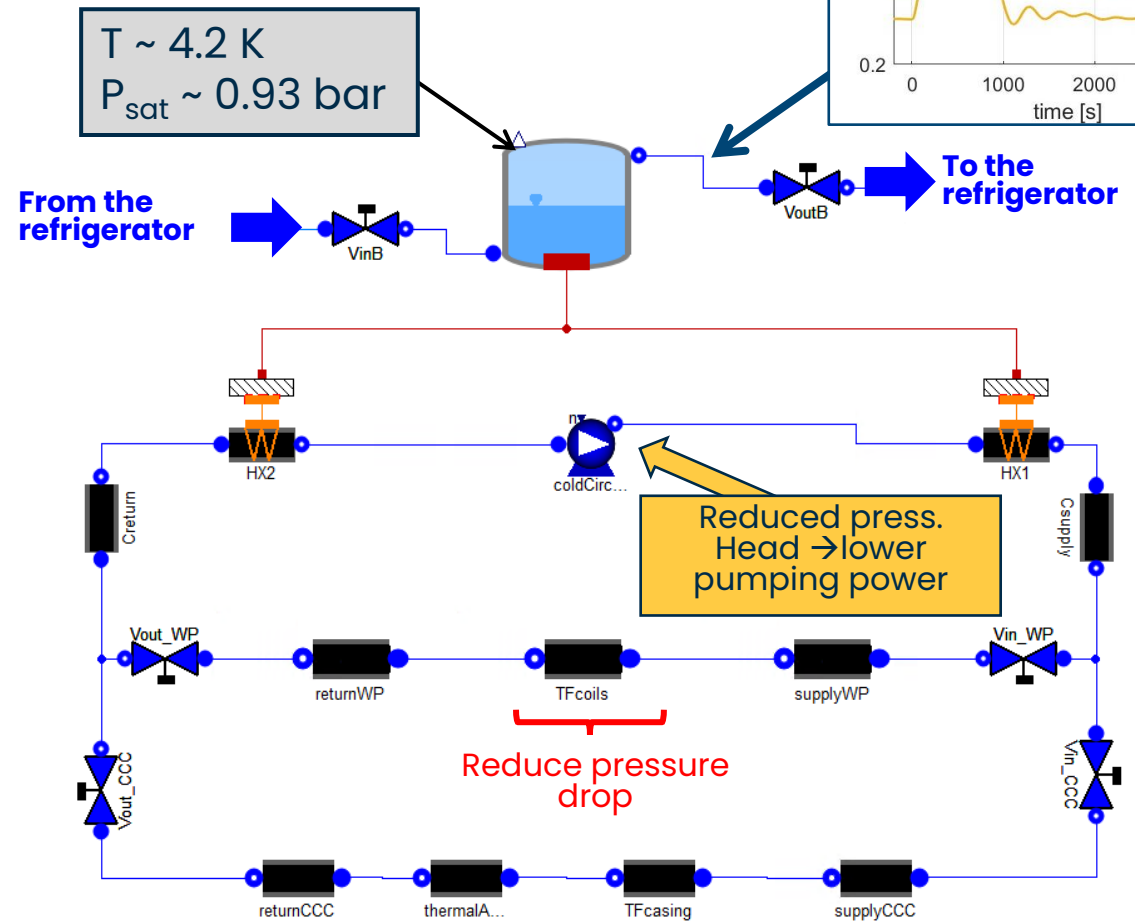 T ~ 4.2 K
Psat ~ 0.93 bar
0.2
0
1000
2000
time [s]
From the
refrigerator
VinB
VoutB
To the
refrigerator
HX2
coldCirc...
HX1
Creturn
Csupply
Reduced press.
Head →lower
pumping power
Vout_WP
returnWP
TFcoils
supplyWP
Vin_WP
Reduce pressure
drop
Vout_CCC
Vin_CCC
returnCCC
thermalA...
TFcasing
supplyCCC